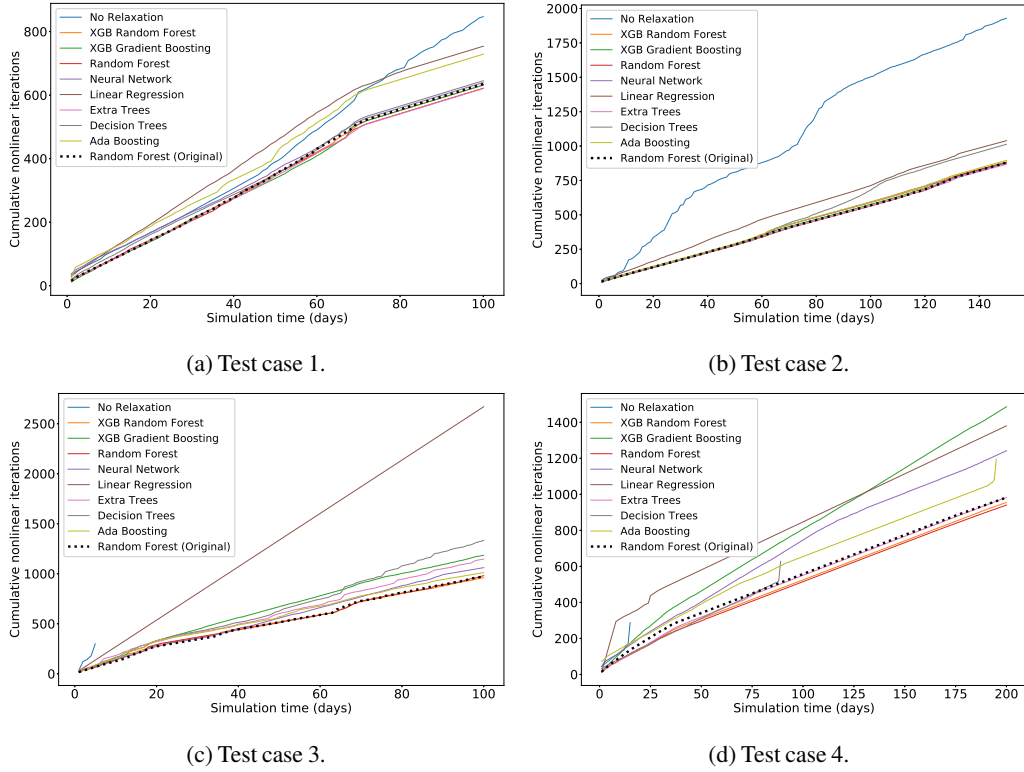 Cumulative nonlinear iterations
800
600
400
200
0
No Relaxation
XGB Random Forest
XGB Gradient Boosting
Random Forest
Neural Network
Linear Regression
Extra Trees
Decision Trees
Ada Boosting
Random Forest (Original)
0 20 40 60 80 100
Simulation time (days)
(a) Test case 1.
Cumulative nonlinear iterations
2000
1750
1500
1250
1000
750
500
250
0
No Relaxation
XGB Random Forest
XGB Gradient Boosting
Random Forest
Neural Network
Linear Regression
Extra Trees
Decision Trees
Ada Boosting
Random Forest (Original)
0 20 40 60 80 100 120 140
Simulation time (days)
(b) Test case 2.
Cumulative nonlinear iterations
2500
2000
1500
1000
500
0
No Relaxation
XGB Random Forest
XGB Gradient Boosting
Random Forest
Neural Network
Linear Regression
Extra Trees
Decision Trees
Ada Boosting
Random Forest (Original)
0 20 40 60 80 100
Simulation time (days)
(c) Test case 3.
Cumulative nonlinear iterations
1400
1200
1000
800
600
400
200
0
No Relaxation
XGB Random Forest
XGB Gradient Boosting
Random Forest
Neural Network
Linear Regression
Extra Trees
Decision Trees
Ada Boosting
Random Forest (Original)
0 25 50 75 100 125 150 175 200
Simulation time (days)
(d) Test case 4.